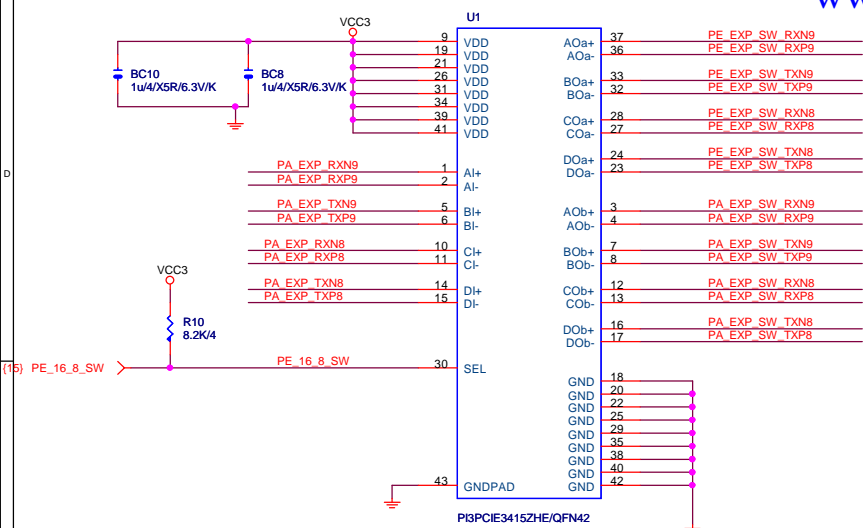 U1
VCC3
BC10
1u/4/X5R/6.3V/K
BC8
1u/4/X5R/6.3V/K
9 VDD
19 VDD
21 VDD
26 VDD
31 VDD
34 VDD
39 VDD
41 VDD
D
PA_EXP_RXN9 1 AI+
PA_EXP_RXP9 2 AI-
PA_EXP_TXN9 5 BI+
PA_EXP_TXP9 6 BI-
PA_EXP_RXN8 10 CI+
PA_EXP_RXP8 11 CI-
PA_EXP_TXN8 14 DI+
PA_EXP_TXP8 15 DI-
VCC3
R10
8.2K/4
{15} PE_16_8_SW
PE_16_8_SW 30 SEL
43 GNDPAD
AOa+ 37 PE_EXP_SW_RXN9
AOa- 36 PE_EXP_SW_RXP9
BOa+ 33 PE_EXP_SW_TXN9
BOa- 32 PE_EXP_SW_TXP9
COa+ 28 PE_EXP_SW_RXN8
COa- 27 PE_EXP_SW_RXP8
DOa+ 24 PE_EXP_SW_TXN8
DOa- 23 PE_EXP_SW_TXP8
AOb+ 3 PA_EXP_SW_RXN9
AOb- 4 PA_EXP_SW_RXP9
BOb+ 7 PA_EXP_SW_TXN9
BOb- 8 PA_EXP_SW_TXP9
COb+ 12 PA_EXP_SW_RXN8
COb- 13 PA_EXP_SW_RXP8
DOb+ 16 PA_EXP_SW_TXN8
DOb- 17 PA_EXP_SW_TXP8
GND 18
GND 20
GND 22
GND 25
GND 29
GND 35
GND 38
GND 40
GND 42
PI3PCIE3415ZHE/QFN42